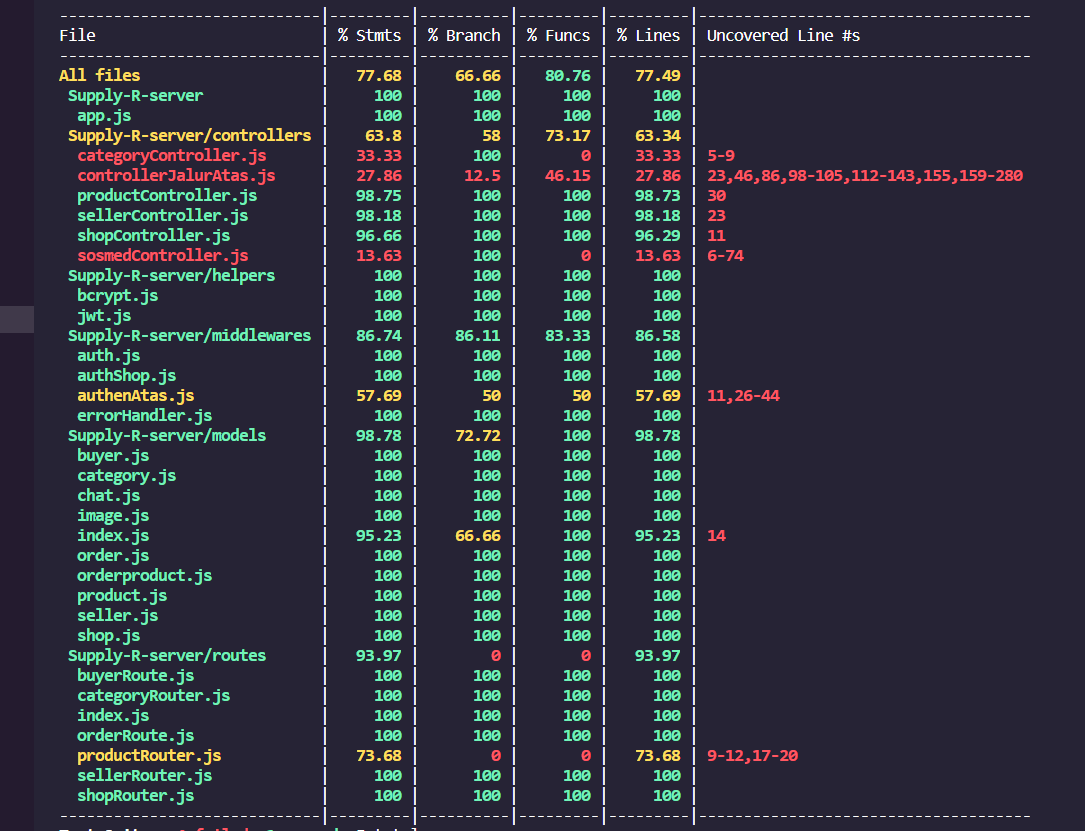 ----------------------------|---------|----------|---------|---------|------------------------------------
File | % Stmts | % Branch | % Funcs | % Lines | Uncovered Line #s
----------------------------|---------|----------|---------|---------|------------------------------------
All files | 77.68 | 66.66 | 80.76 | 77.49 |
Supply-R-server | 100 | 100 | 100 | 100 |
app.js | 100 | 100 | 100 | 100 |
Supply-R-server/controllers | 63.8 | 58 | 73.17 | 63.34 |
categoryController.js | 33.33 | 100 | 0 | 33.33 | 5-9
controllerJalurAtas.js | 27.86 | 12.5 | 46.15 | 27.86 | 23,46,86,98-105,112-143,155,159-280
productController.js | 98.75 | 100 | 100 | 98.73 | 30
sellerController.js | 98.18 | 100 | 100 | 98.18 | 23
shopController.js | 96.66 | 100 | 100 | 96.29 | 11
sosmedController.js | 13.63 | 100 | 0 | 13.63 | 6-74
Supply-R-server/helpers | 100 | 100 | 100 | 100 |
bcrypt.js | 100 | 100 | 100 | 100 |
jwt.js | 100 | 100 | 100 | 100 |
Supply-R-server/middlewares | 86.74 | 86.11 | 83.33 | 86.58 |
auth.js | 100 | 100 | 100 | 100 |
authShop.js | 100 | 100 | 100 | 100 |
authenAtas.js | 57.69 | 50 | 50 | 57.69 | 11,26-44
errorHandler.js | 100 | 100 | 100 | 100 |
Supply-R-server/models | 98.78 | 72.72 | 100 | 98.78 |
buyer.js | 100 | 100 | 100 | 100 |
category.js | 100 | 100 | 100 | 100 |
chat.js | 100 | 100 | 100 | 100 |
image.js | 100 | 100 | 100 | 100 |
index.js | 95.23 | 66.66 | 100 | 95.23 | 14
order.js | 100 | 100 | 100 | 100 |
orderproduct.js | 100 | 100 | 100 | 100 |
product.js | 100 | 100 | 100 | 100 |
seller.js | 100 | 100 | 100 | 100 |
shop.js | 100 | 100 | 100 | 100 |
Supply-R-server/routes | 93.97 | 0 | 0 | 93.97 |
buyerRoute.js | 100 | 100 | 100 | 100 |
categoryRouter.js | 100 | 100 | 100 | 100 |
index.js | 100 | 100 | 100 | 100 |
orderRoute.js | 100 | 100 | 100 | 100 |
productRouter.js | 73.68 | 0 | 0 | 73.68 | 9-12,17-20
sellerRouter.js | 100 | 100 | 100 | 100 |
shopRouter.js | 100 | 100 | 100 | 100 |
----------------------------|---------|----------|---------|---------|------------------------------------